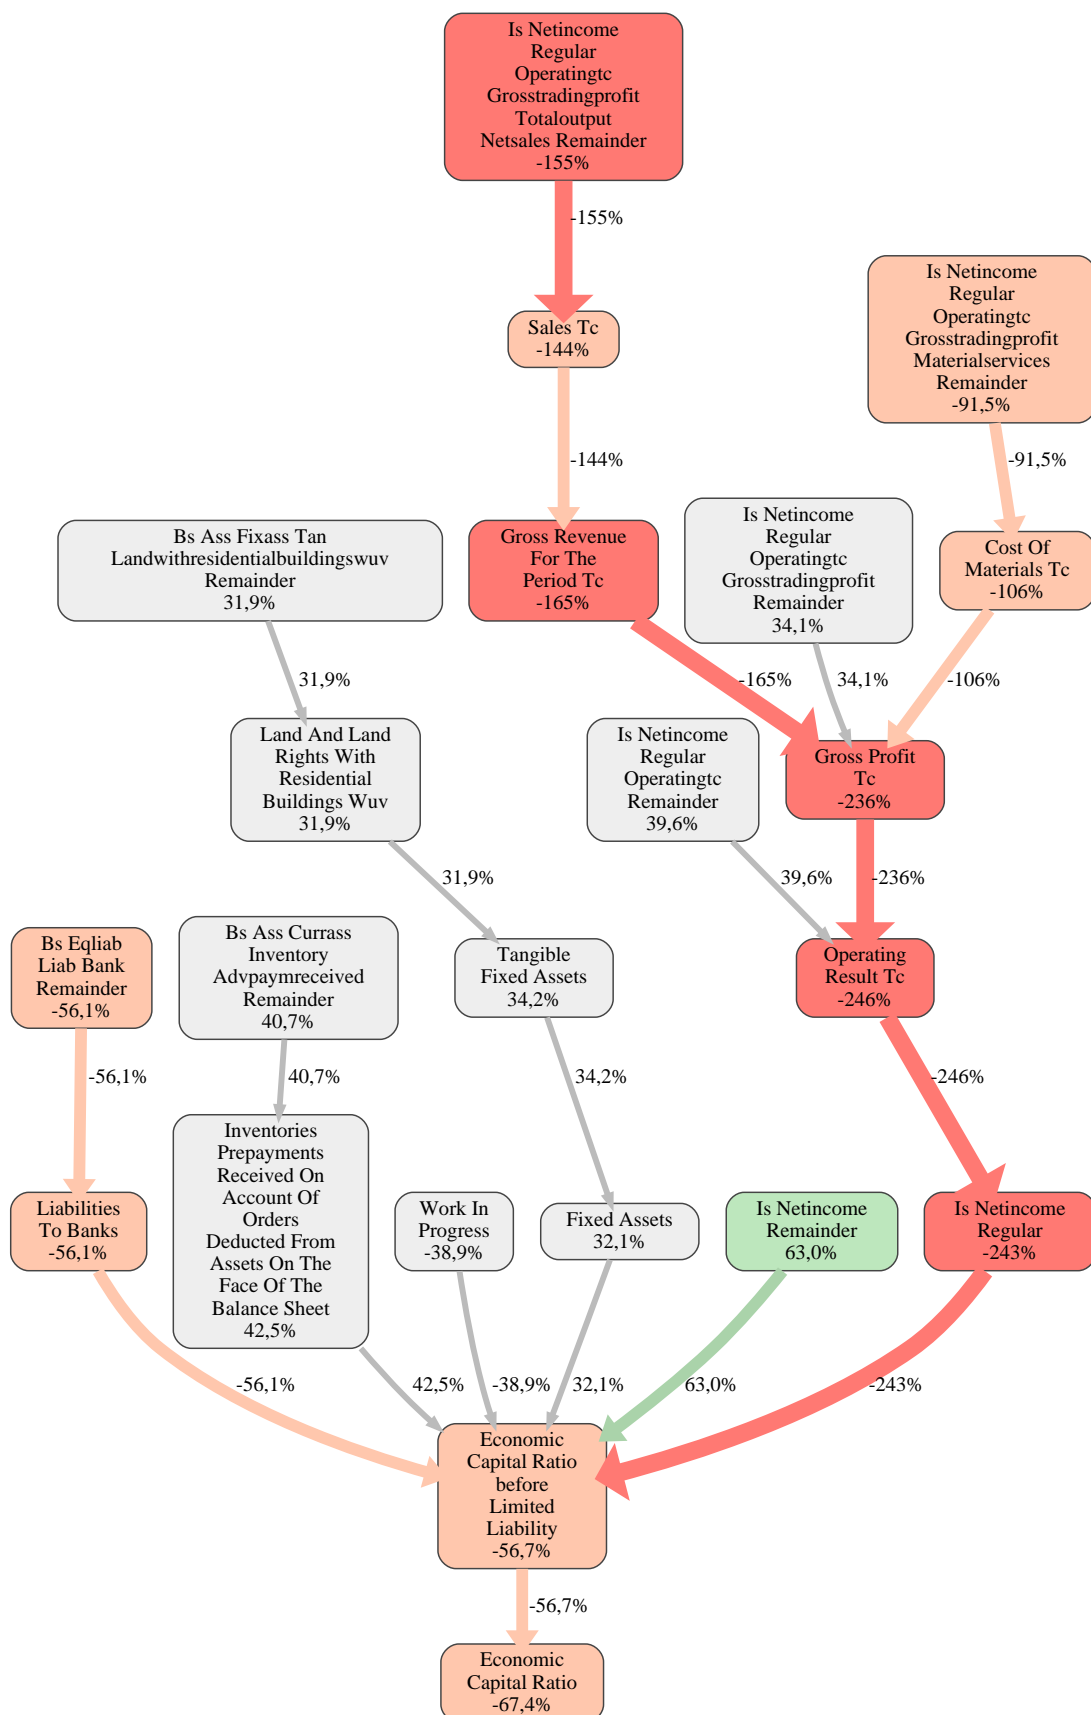 Is Netincome
Regular
Operatingtc
Grosstradingprofit
Totaloutput
Netsales Remainder
-155%
-155%
Is Netincome
Regular
Operatingtc
Grosstradingprofit
Materialservices
Remainder
-91,5%
Sales Tc
-144%
-144%
-91,5%
Bs Ass Fixass Tan
Landwithresidentialbuildingswuv
Remainder
31,9%
Gross Revenue
For The
Period Tc
-165%
Is Netincome
Regular
Operatingtc
Grosstradingprofit
Remainder
34,1%
Cost Of
Materials Tc
-106%
31,9%
-165%
34,1%
-106%
Land And Land
Rights With
Residential
Buildings Wuv
31,9%
Is Netincome
Regular
Operatingtc
Remainder
39,6%
Gross Profit
Tc
-236%
31,9%
39,6%
-236%
Bs Eqliab
Liab Bank
Remainder
-56,1%
Bs Ass Currass
Inventory
Advpaymreceived
Remainder
40,7%
Tangible
Fixed Assets
34,2%
Operating
Result Tc
-246%
-56,1%
40,7%
34,2%
-246%
Liabilities
To Banks
-56,1%
Inventories
Prepayments
Received On
Account Of
Orders
Deducted From
Assets On The
Face Of The
Balance Sheet
42,5%
Work In
Progress
-38,9%
Fixed Assets
32,1%
Is Netincome
Remainder
63,0%
Is Netincome
Regular
-243%
-56,1%
42,5%
-38,9%
32,1%
63,0%
-243%
Economic
Capital Ratio
before
Limited
Liability
-56,7%
-56,7%
Economic
Capital Ratio
-67,4%